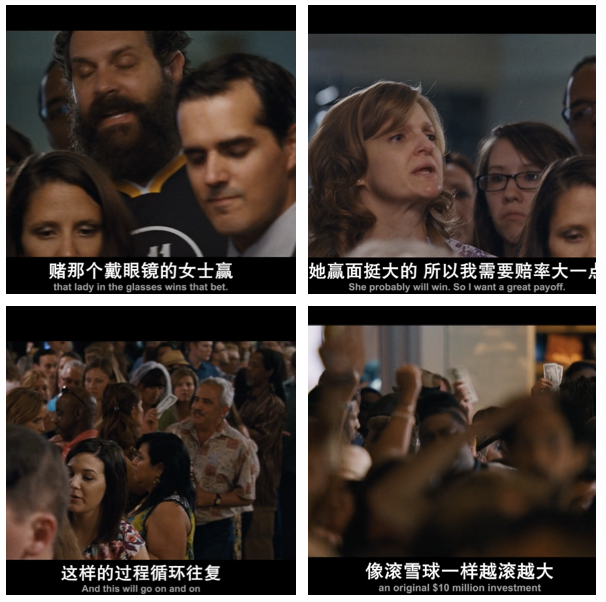 赌那个戴眼镜的女士赢
that lady in the glasses wins that bet.
她赢面挺大的 所以我需要赔率大一点
She probably will win. So I want a great payoff.
这样的过程循环往复
And this will go on and on
像滚雪球一样越滚越大
an original $10 million investment